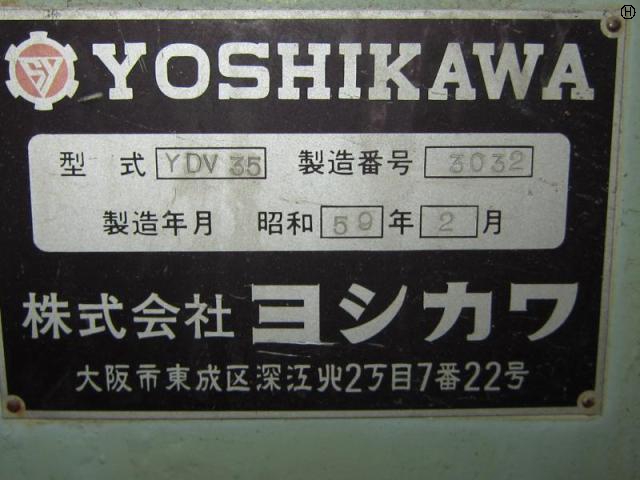 YOSHIKAWA
型式 YDV 35 製造番号 3032
製造年月 昭和 59 年 2 月
株式会社 ヨシカワ
大阪市東成区深江北2丁目7番22号